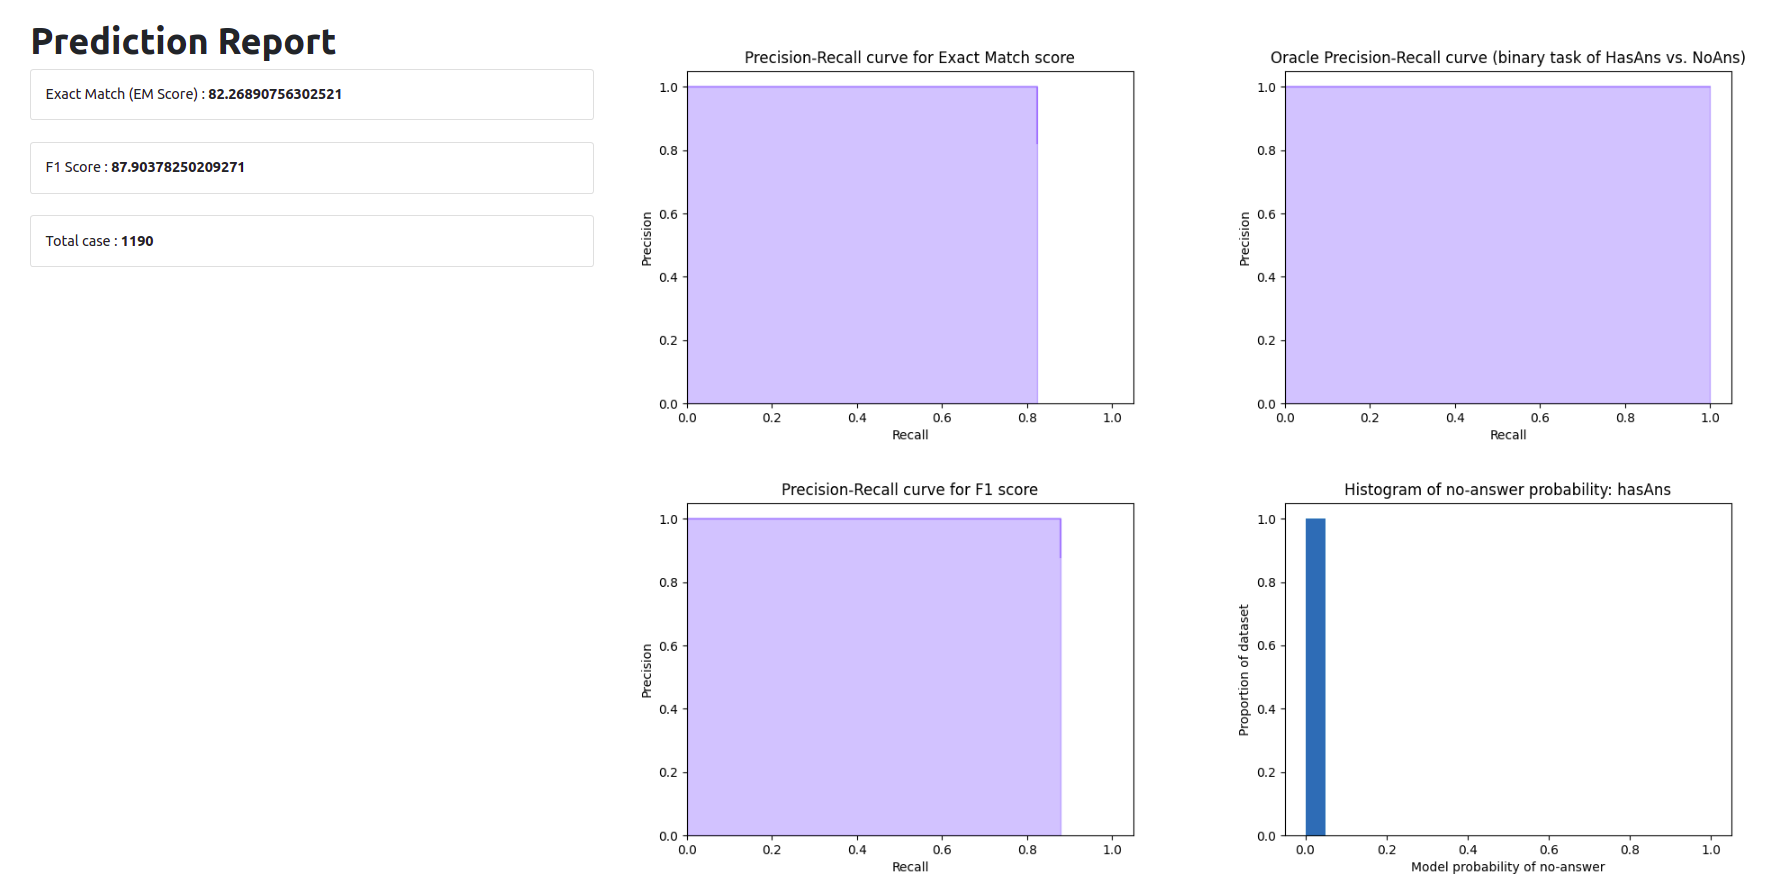 Prediction Report
Exact Match (EM Score) : 82.26890756302521
F1 Score : 87.90378250209271
Total case : 1190
Precision-Recall curve for Exact Match score
1.0
0.8
0.6
0.4
0.2
0.0
Precision
0.0 0.2 0.4 0.6 0.8 1.0
Recall
Oracle Precision-Recall curve (binary task of HasAns vs. NoAns)
1.0
0.8
0.6
0.4
0.2
0.0
Precision
0.0 0.2 0.4 0.6 0.8 1.0
Recall
Precision-Recall curve for F1 score
1.0
0.8
0.6
0.4
0.2
0.0
Precision
0.0 0.2 0.4 0.6 0.8 1.0
Recall
Histogram of no-answer probability: hasAns
1.0
0.8
0.6
0.4
0.2
0.0
Proportion of dataset
0.0 0.2 0.4 0.6 0.8 1.0
Model probability of no-answer